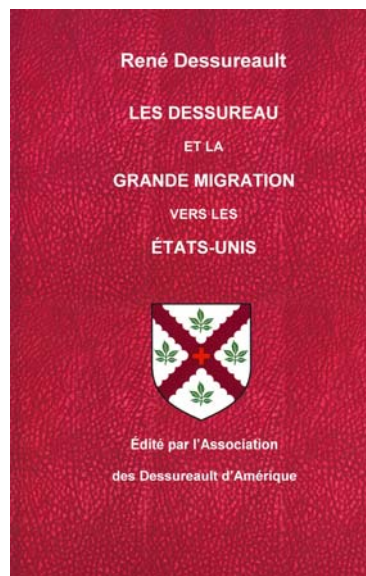 René Dessureault
LES DESSUREAU
ET LA
GRANDE MIGRATION
VERS LES
ÉTATS-UNIS
Édité par l'Association
des Dessureault d'Amérique